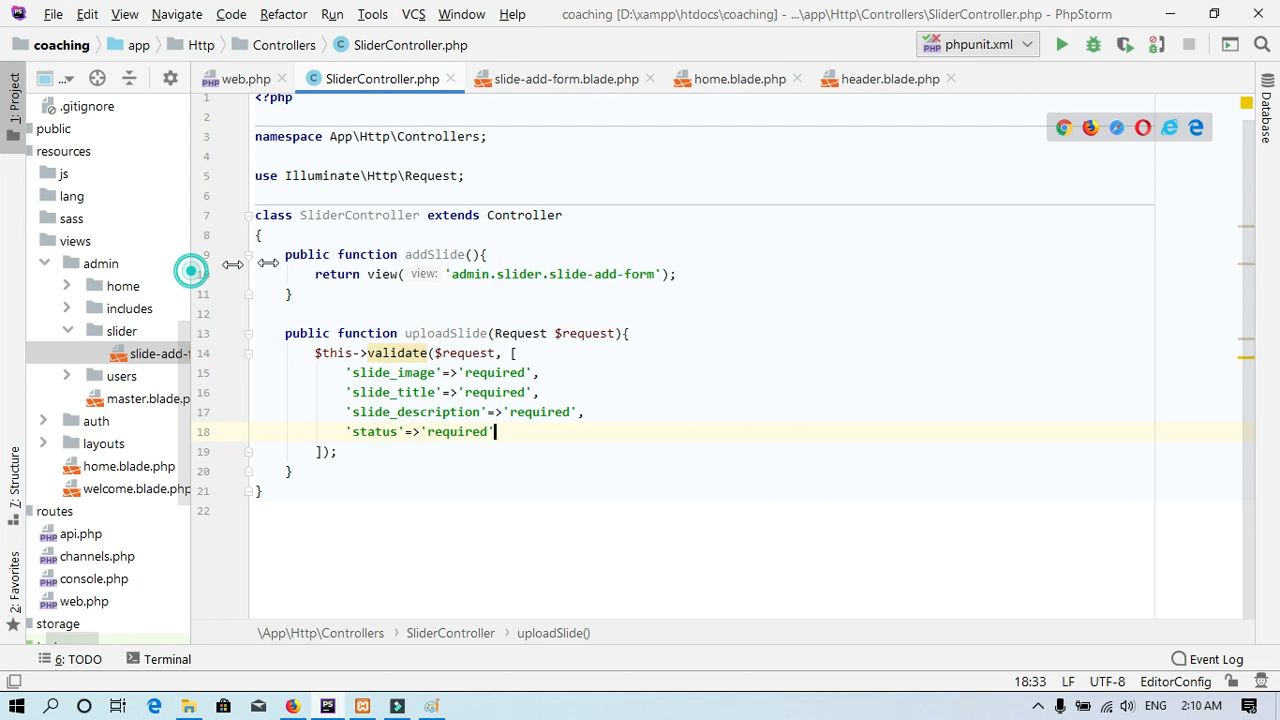 File Edit View Navigate Code Refactor Run Tools VCS Window Help coaching [D:\xampp\htdocs\coaching] - ...\app\Http\Controllers\SliderController.php - PhpStorm
coaching app Http Controllers SliderController.php phpunit.xml
web.php SliderController.php slide-add-form.blade.php home.blade.php header.blade.php
1: Project
7: Structure
2: Favorites
Database
.gitignore
public
resources
js
lang
sass
views
admin
home
includes
slider
slide-add-f
users
master.blade.p
auth
layouts
home.blade.php
welcome.blade.php
routes
api.php
channels.php
console.php
web.php
storage
1 <?php
2
3 namespace App\Http\Controllers;
4
5 use Illuminate\Http\Request;
6
7 class SliderController extends Controller
8 {
9 public function addSlide(){
10 return view( view: 'admin.slider.slide-add-form');
11 }
12
13 public function uploadSlide(Request $request){
14 $this->validate($request, [
15 'slide_image'=>'required',
16 'slide_title'=>'required',
17 'slide_description'=>'required',
18 'status'=>'required'
19 ]);
20 }
21 }
22
\App\Http\Controllers SliderController uploadSlide()
6: TODO Terminal Event Log
18:33 LF UTF-8 EditorConfig
ENG 2:10 AM